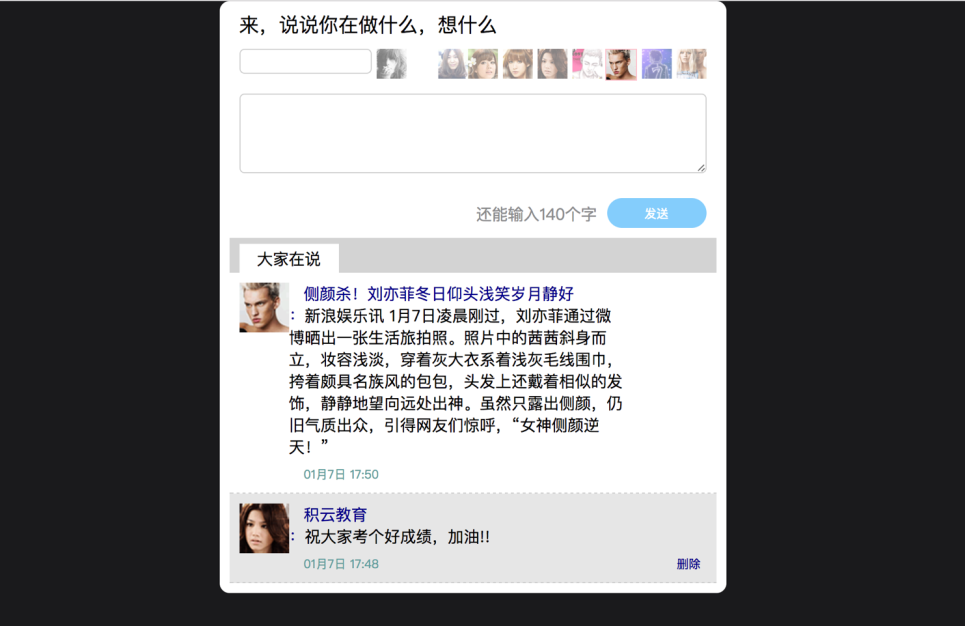 来，说说你在做什么，想什么
还能输入140个字
发送
大家在说
侧颜杀！刘亦菲冬日仰头浅笑岁月静好
：新浪娱乐讯 1月7日凌晨刚过，刘亦菲通过微
博晒出一张生活旅拍照。照片中的茜茜斜身而
立，妆容浅淡，穿着灰大衣系着浅灰毛线围巾，
挎着颇具名族风的包包，头发上还戴着相似的发
饰，静静地望向远处出神。虽然只露出侧颜，仍
旧气质出众，引得网友们惊呼，“女神侧颜逆
天！”
01月7日 17:50
积云教育
：祝大家考个好成绩，加油!!
01月7日 17:48
删除